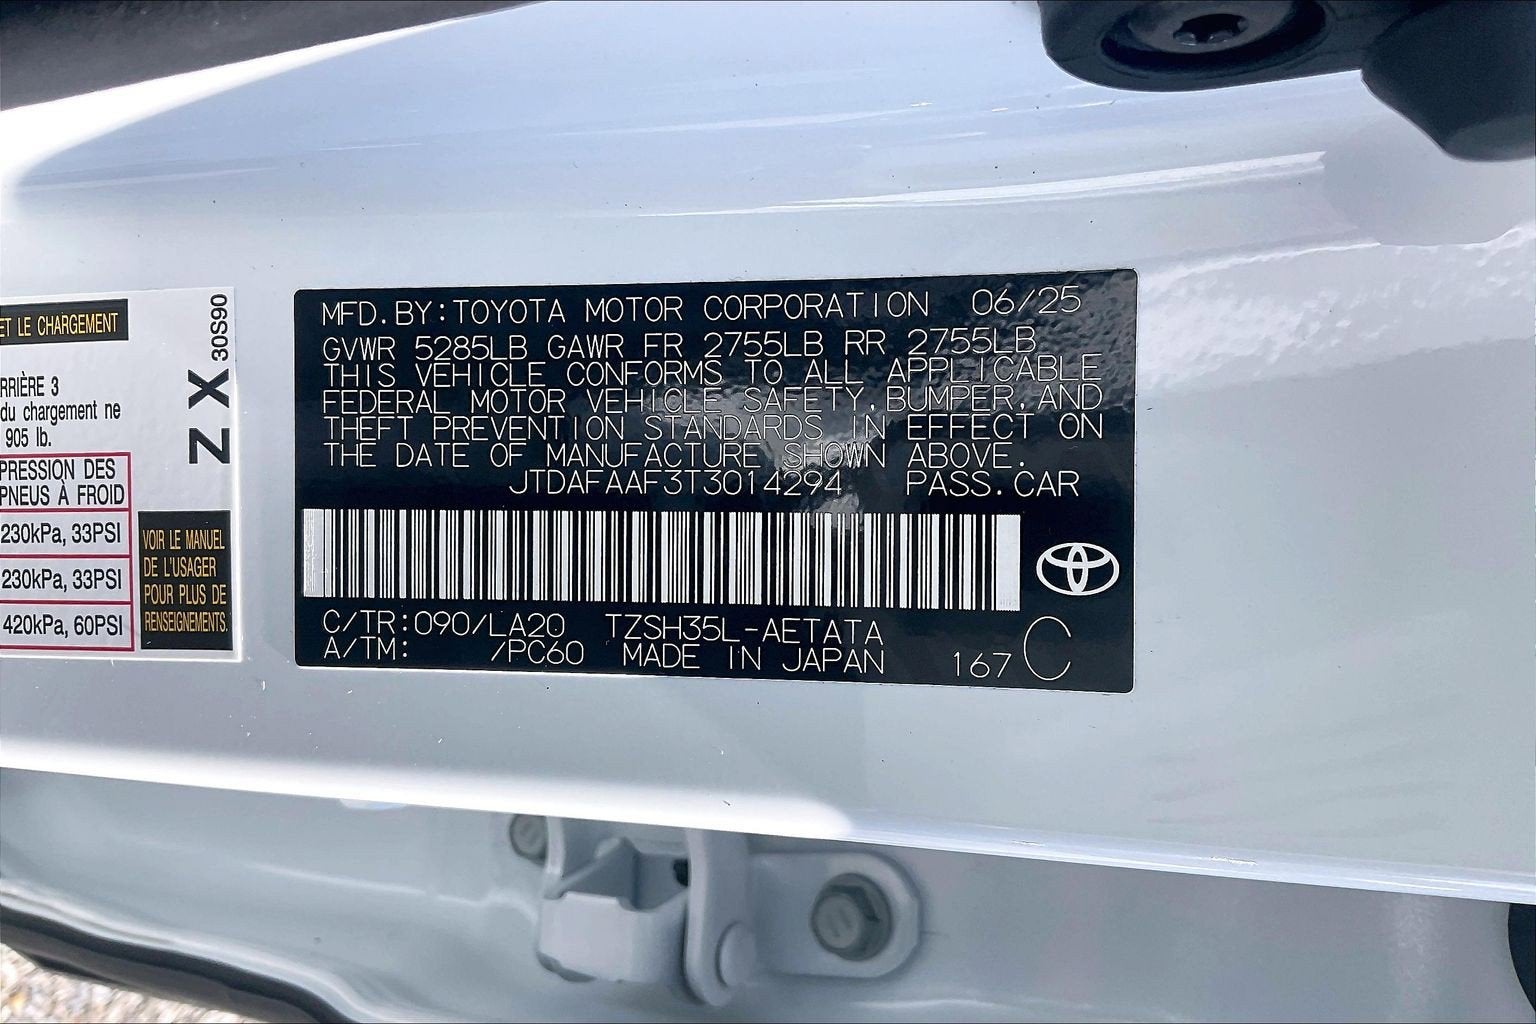 ET LE CHARGEMENT
30S90
ZX
RRIÈRE 3
du chargement ne
905 lb.
PRESSION DES
PNEUS À FROID
230kPa, 33PSI
230kPa, 33PSI
420kPa, 60PSI
VOIR LE MANUEL
DE L'USAGER
POUR PLUS DE
RENSEIGNEMENTS.
MFD.BY:TOYOTA MOTOR CORPORATION 06/25
GVWR 5285LB GAWR FR 2755LB RR 2755LB
THIS VEHICLE CONFORMS TO ALL APPLICABLE
FEDERAL MOTOR VEHICLE SAFETY,BUMPER,AND
THEFT PREVENTION STANDARDS IN EFFECT ON
THE DATE OF MANUFACTURE SHOWN ABOVE.
JTDAFAAF3T3014294 PASS.CAR
C/TR:090/LA20 TZSH35L-AETATA
A/TM: /PC60 MADE IN JAPAN 167 C